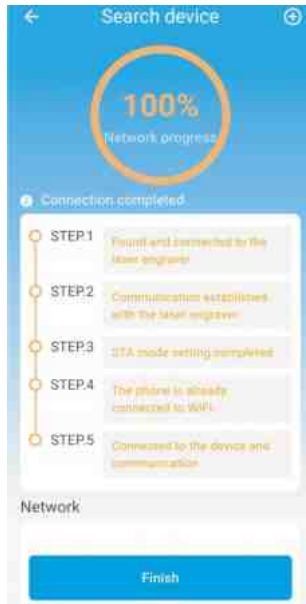 Search device
100%
Network progress
Connection completed
STEP.1
Found and connected to the
laser engraver
STEP.2
Communication established
with the laser engraver
STEP.3
STA mode setting completed
STEP.4
The phone is already
connected to WiFi
STEP.5
Connected to the device and
communication
Network
Finish